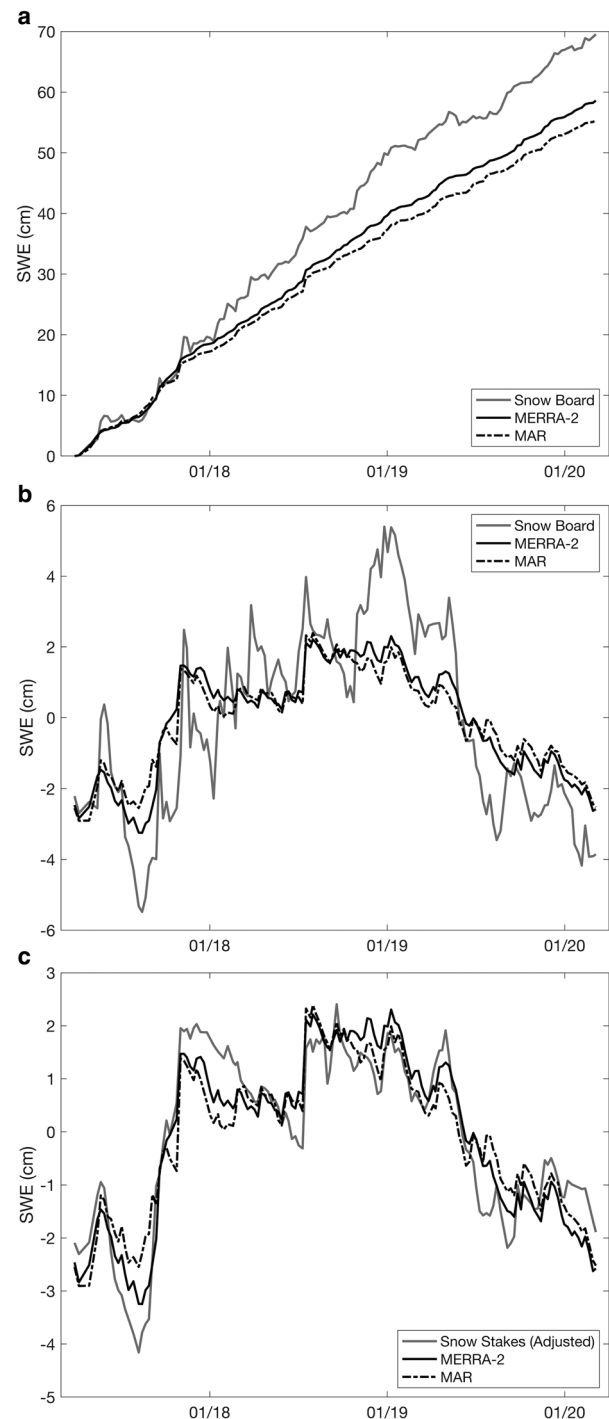 a
70
60
50
40
30
20
10
0
SWE (cm)
01/18
01/19
01/20
Snow Board
MERRA-2
MAR
b
6
4
2
0
-2
-4
-6
SWE (cm)
01/18
01/19
01/20
Snow Board
MERRA-2
MAR
c
3
2
1
0
-1
-2
-3
-4
-5
SWE (cm)
01/18
01/19
01/20
Snow Stakes (Adjusted)
MERRA-2
MAR